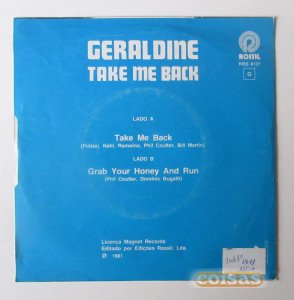 GERALDINE
TAKE ME BACK
ROSSIL
LADO A
Take Me Back
LADO B
Grab Your Honey And Run
(Phil Coulter, Dominic Bugatti)
Licença Magnet Records
Editado por Edições Rossil, Lda.
℗ 1981
coisas